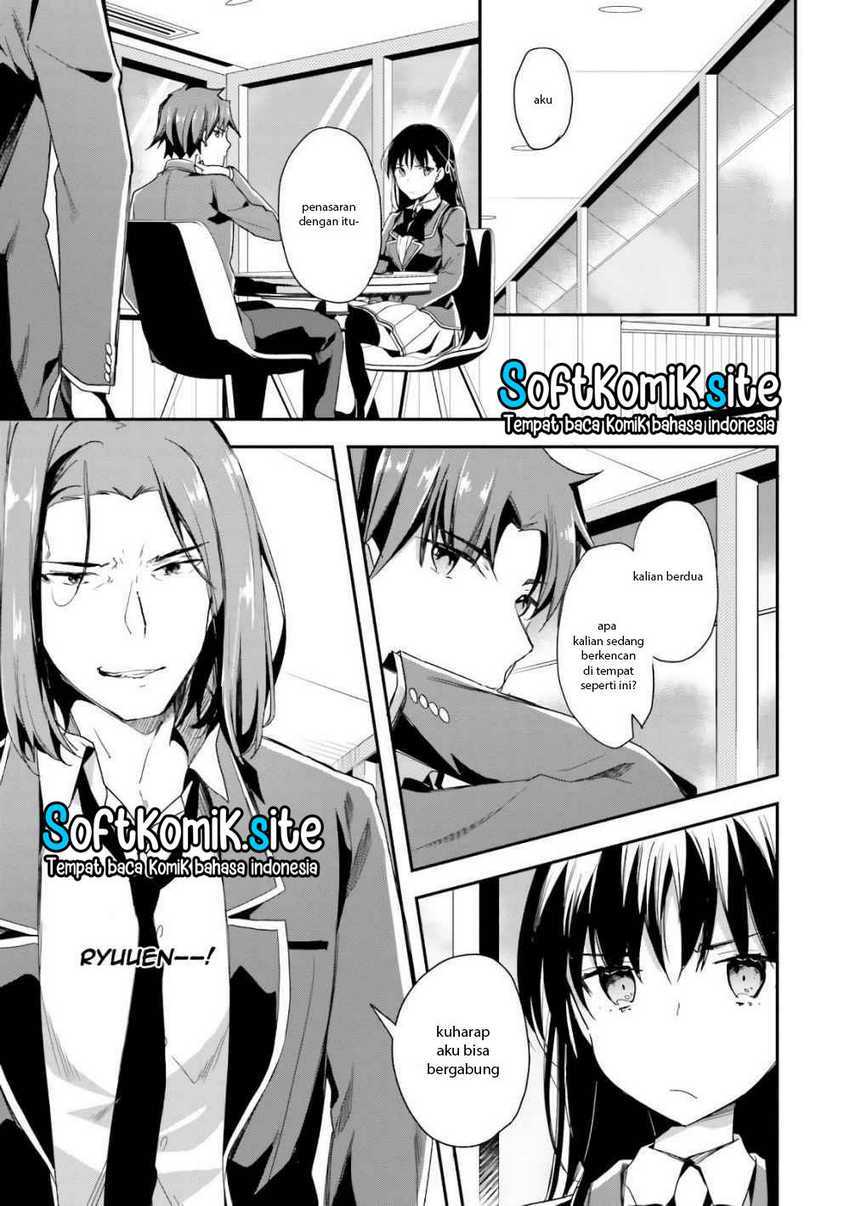 aku
penasaran
dengan itu-
SoftKomiK.site
Tempat baca KomiK bahasa indonesia
kalian berdua
apa
kalian sedang
berkencan
di tempat
seperti ini?
SoftKomiK.site
Tempat baca KomiK bahasa indonesia
RYUUEN——!
kuharap
aku bisa
bergabung